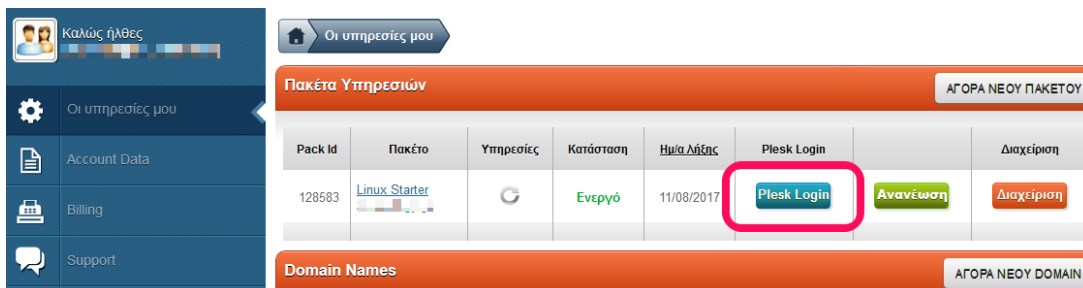 Καλώς ήλθες
Οι υπηρεσίες μου
Πακέτα Υπηρεσιών
ΑΓΟΡΑ ΝΕΟΥ ΠΑΚΕΤΟΥ
Οι υπηρεσίες μου
Account Data
Billing
Support
Pack Id Πακέτο Υπηρεσίες Κατάσταση Ημ/α Λήξης Plesk Login Διαχείριση
128583 Linux Starter Ενεργό 11/08/2017 Plesk Login Ανανέωση Διαχείριση
Domain Names
ΑΓΟΡΑ ΝΕΟΥ DOMAIN